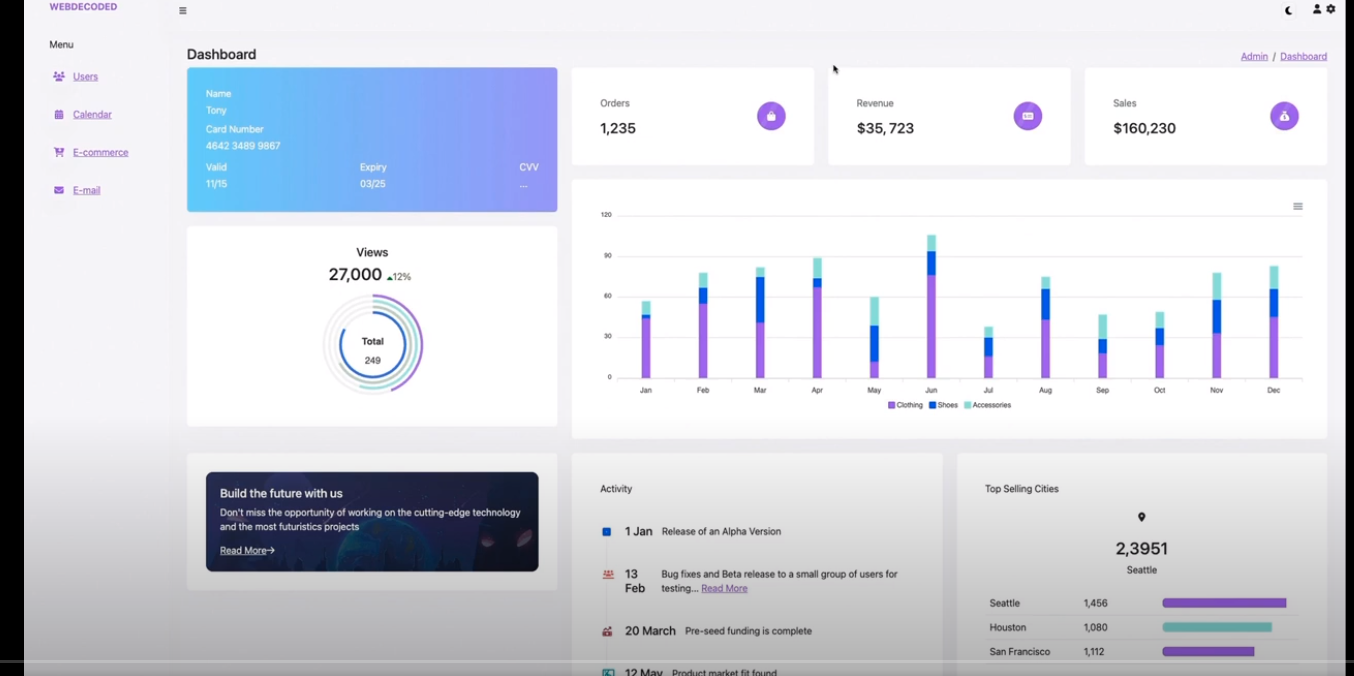 WEBDECODED
Menu
Users
Calendar
E-commerce
E-mail
Dashboard
Admin / Dashboard
Name
Tony
Card Number
4642 3489 9867
Valid Expiry CVV
11/15 03/25 ...
Orders
1,235
Revenue
$35, 723
Sales
$160,230
Views
27,000 12%
Total
249
120
90
60
30
0
Jan Feb Mar Apr May Jun Jul Aug Sep Oct Nov Dec
Clothing Shoes Accessories
Build the future with us
Don't miss the opportunity of working on the cutting-edge technology
and the most futuristics projects
Read More→
Activity
1 Jan Release of an Alpha Version
13 Feb Bug fixes and Beta release to a small group of users for
testing... Read More
20 March Pre-seed funding is complete
12 May Product market fit found
Top Selling Cities
2,3951
Seattle
Seattle 1,456
Houston 1,080
San Francisco 1,112